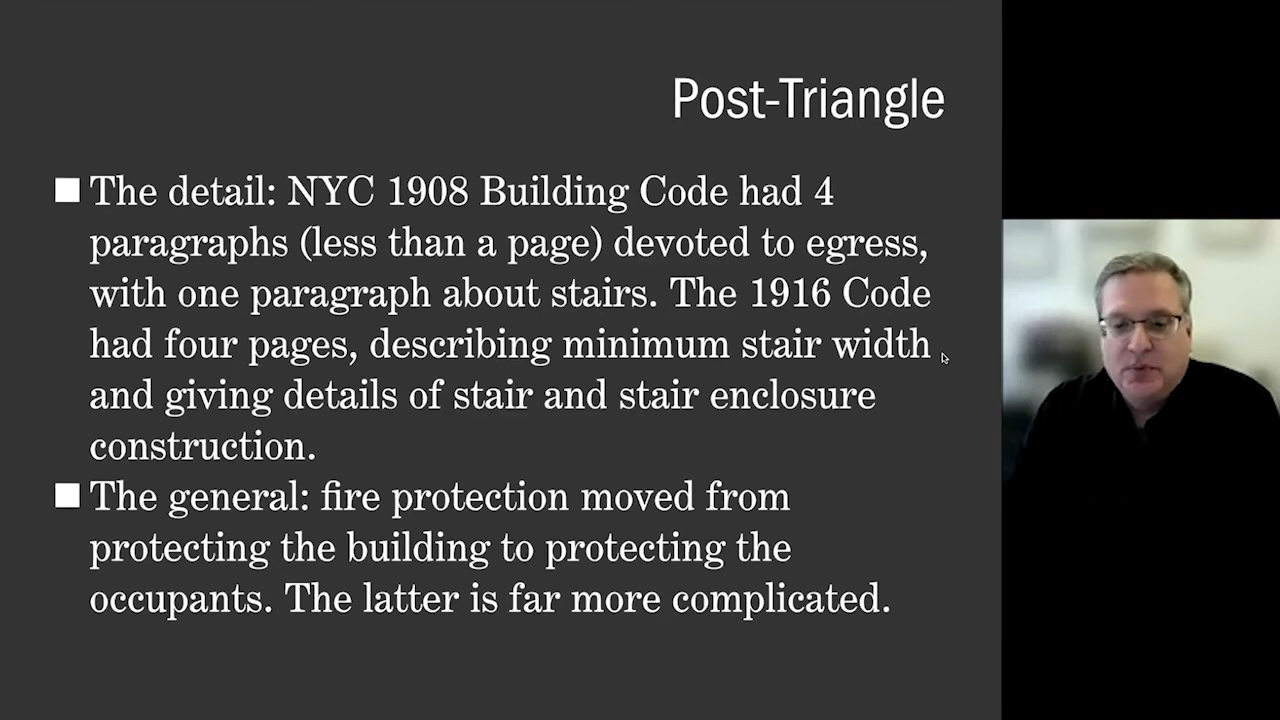 Post-Triangle
The detail: NYC 1908 Building Code had 4
paragraphs (less than a page) devoted to egress,
with one paragraph about stairs. The 1916 Code
had four pages, describing minimum stair width
and giving details of stair and stair enclosure
construction.
The general: fire protection moved from
protecting the building to protecting the
occupants. The latter is far more complicated.